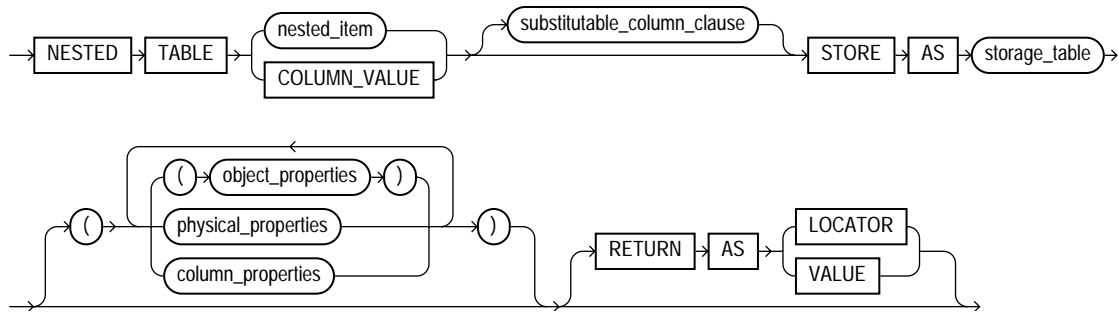 nested_item
substitutable_column_clause
NESTED TABLE STORE AS storage_table
COLUMN_VALUE
( object_properties )
( physical_properties )
column_properties
RETURN AS LOCATOR
VALUE